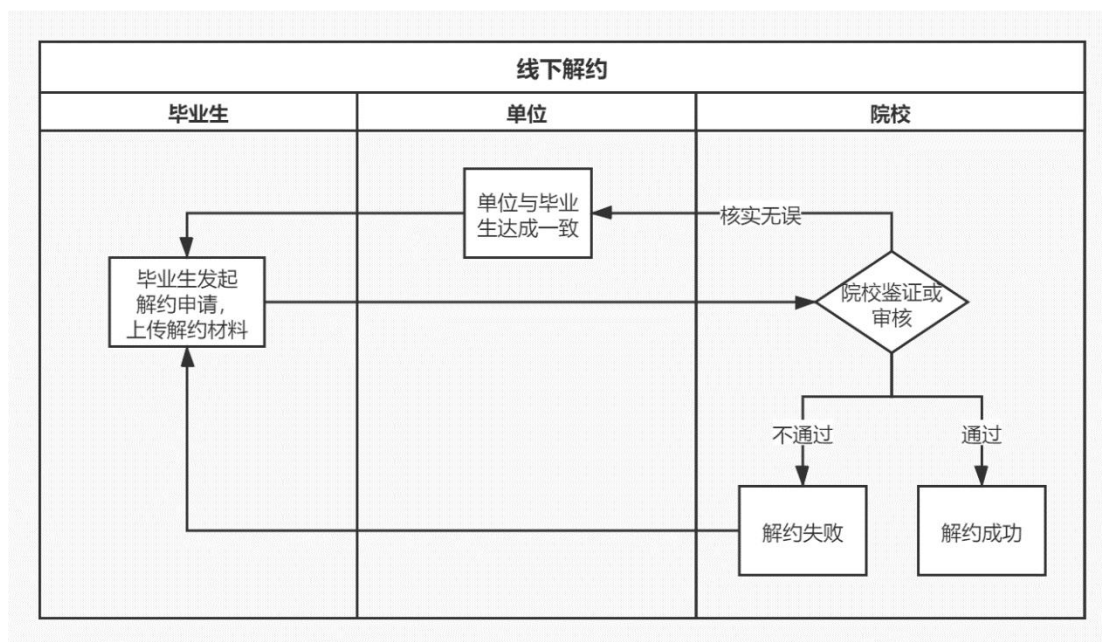 线下解约
毕业生
单位
院校
单位与毕业
生达成一致
核实无误
毕业生发起
解约申请，
上传解约材料
院校鉴证或
审核
不通过
通过
解约失败
解约成功